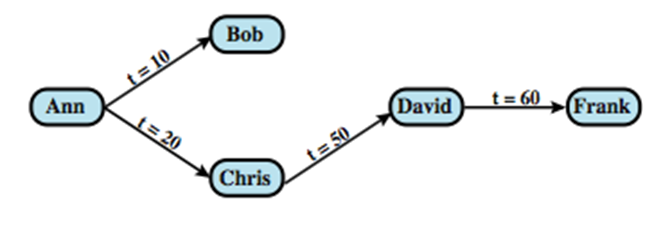 Bob
t = 10
Ann
t = 20
Chris
t = 50
David
t = 60
Frank